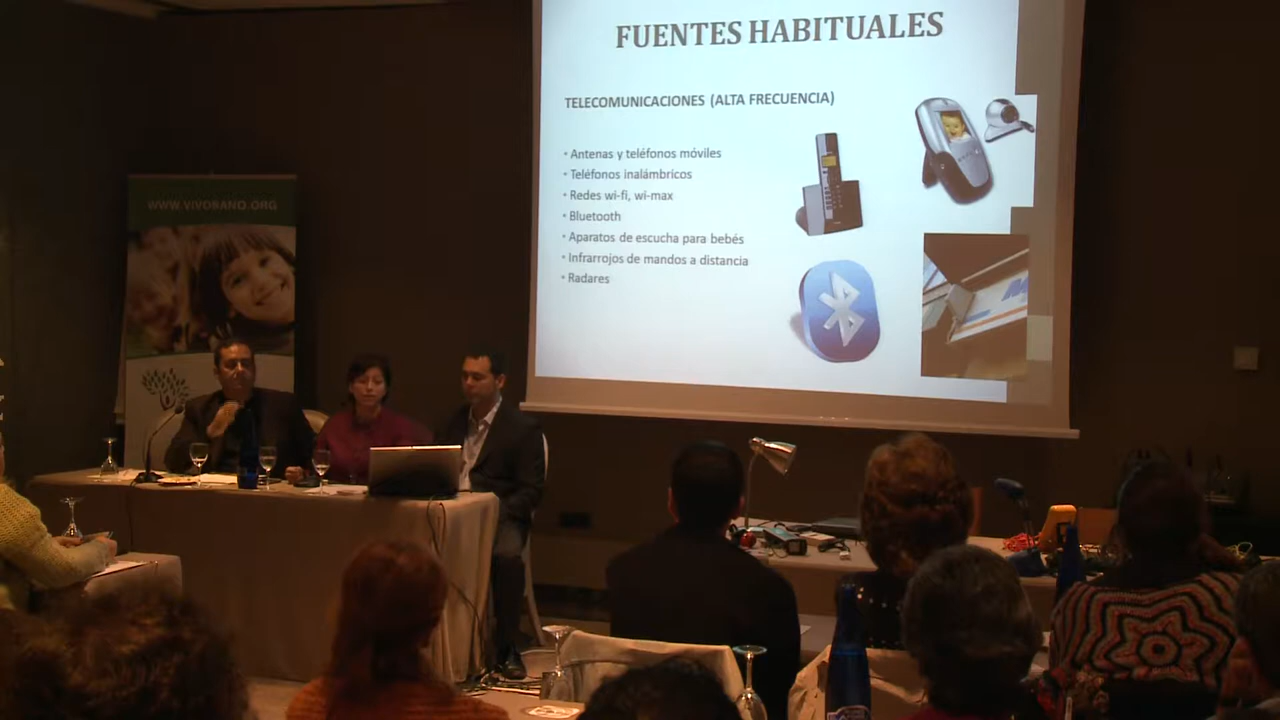 FUENTES HABITUALES
TELECOMUNICACIONES (ALTA FRECUENCIA)
• Antenas y teléfonos móviles
• Teléfonos inalámbricos
• Redes wi-fi, wi-max
• Bluetooth
• Aparatos de escucha para bebés
• Infrarrojos de mandos a distancia
• Radares
WWW.VIVOSANO.ORG